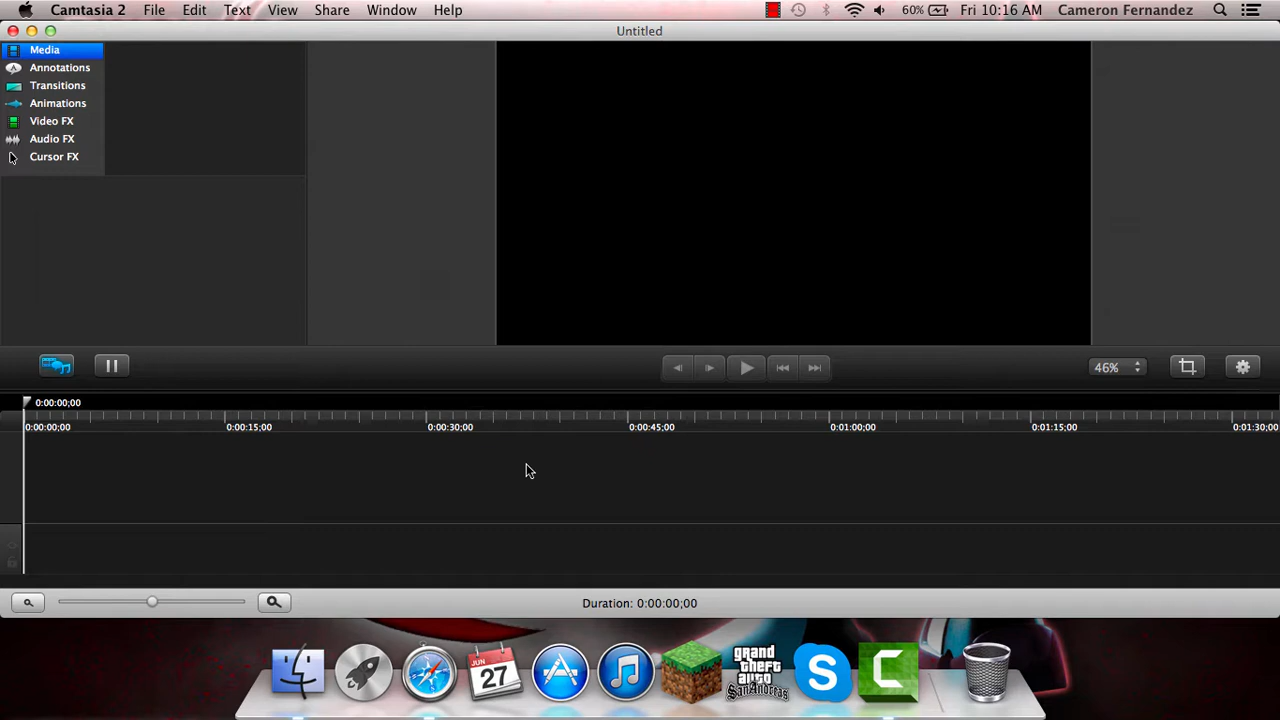 Camtasia 2 File Edit Text View Share Window Help 60% Fri 10:16 AM Cameron Fernandez
Untitled
Media
Annotations
Transitions
Animations
Video FX
Audio FX
Cursor FX
46%
0:00:00;00
0:00:00;00 0:00:15;00 0:00:30;00 0:00:45;00 0:01:00;00 0:01:15;00 0:01:30;00
Duration: 0:00:00;00
JUN
27
grand
theft
auto
San Andreas
S
C